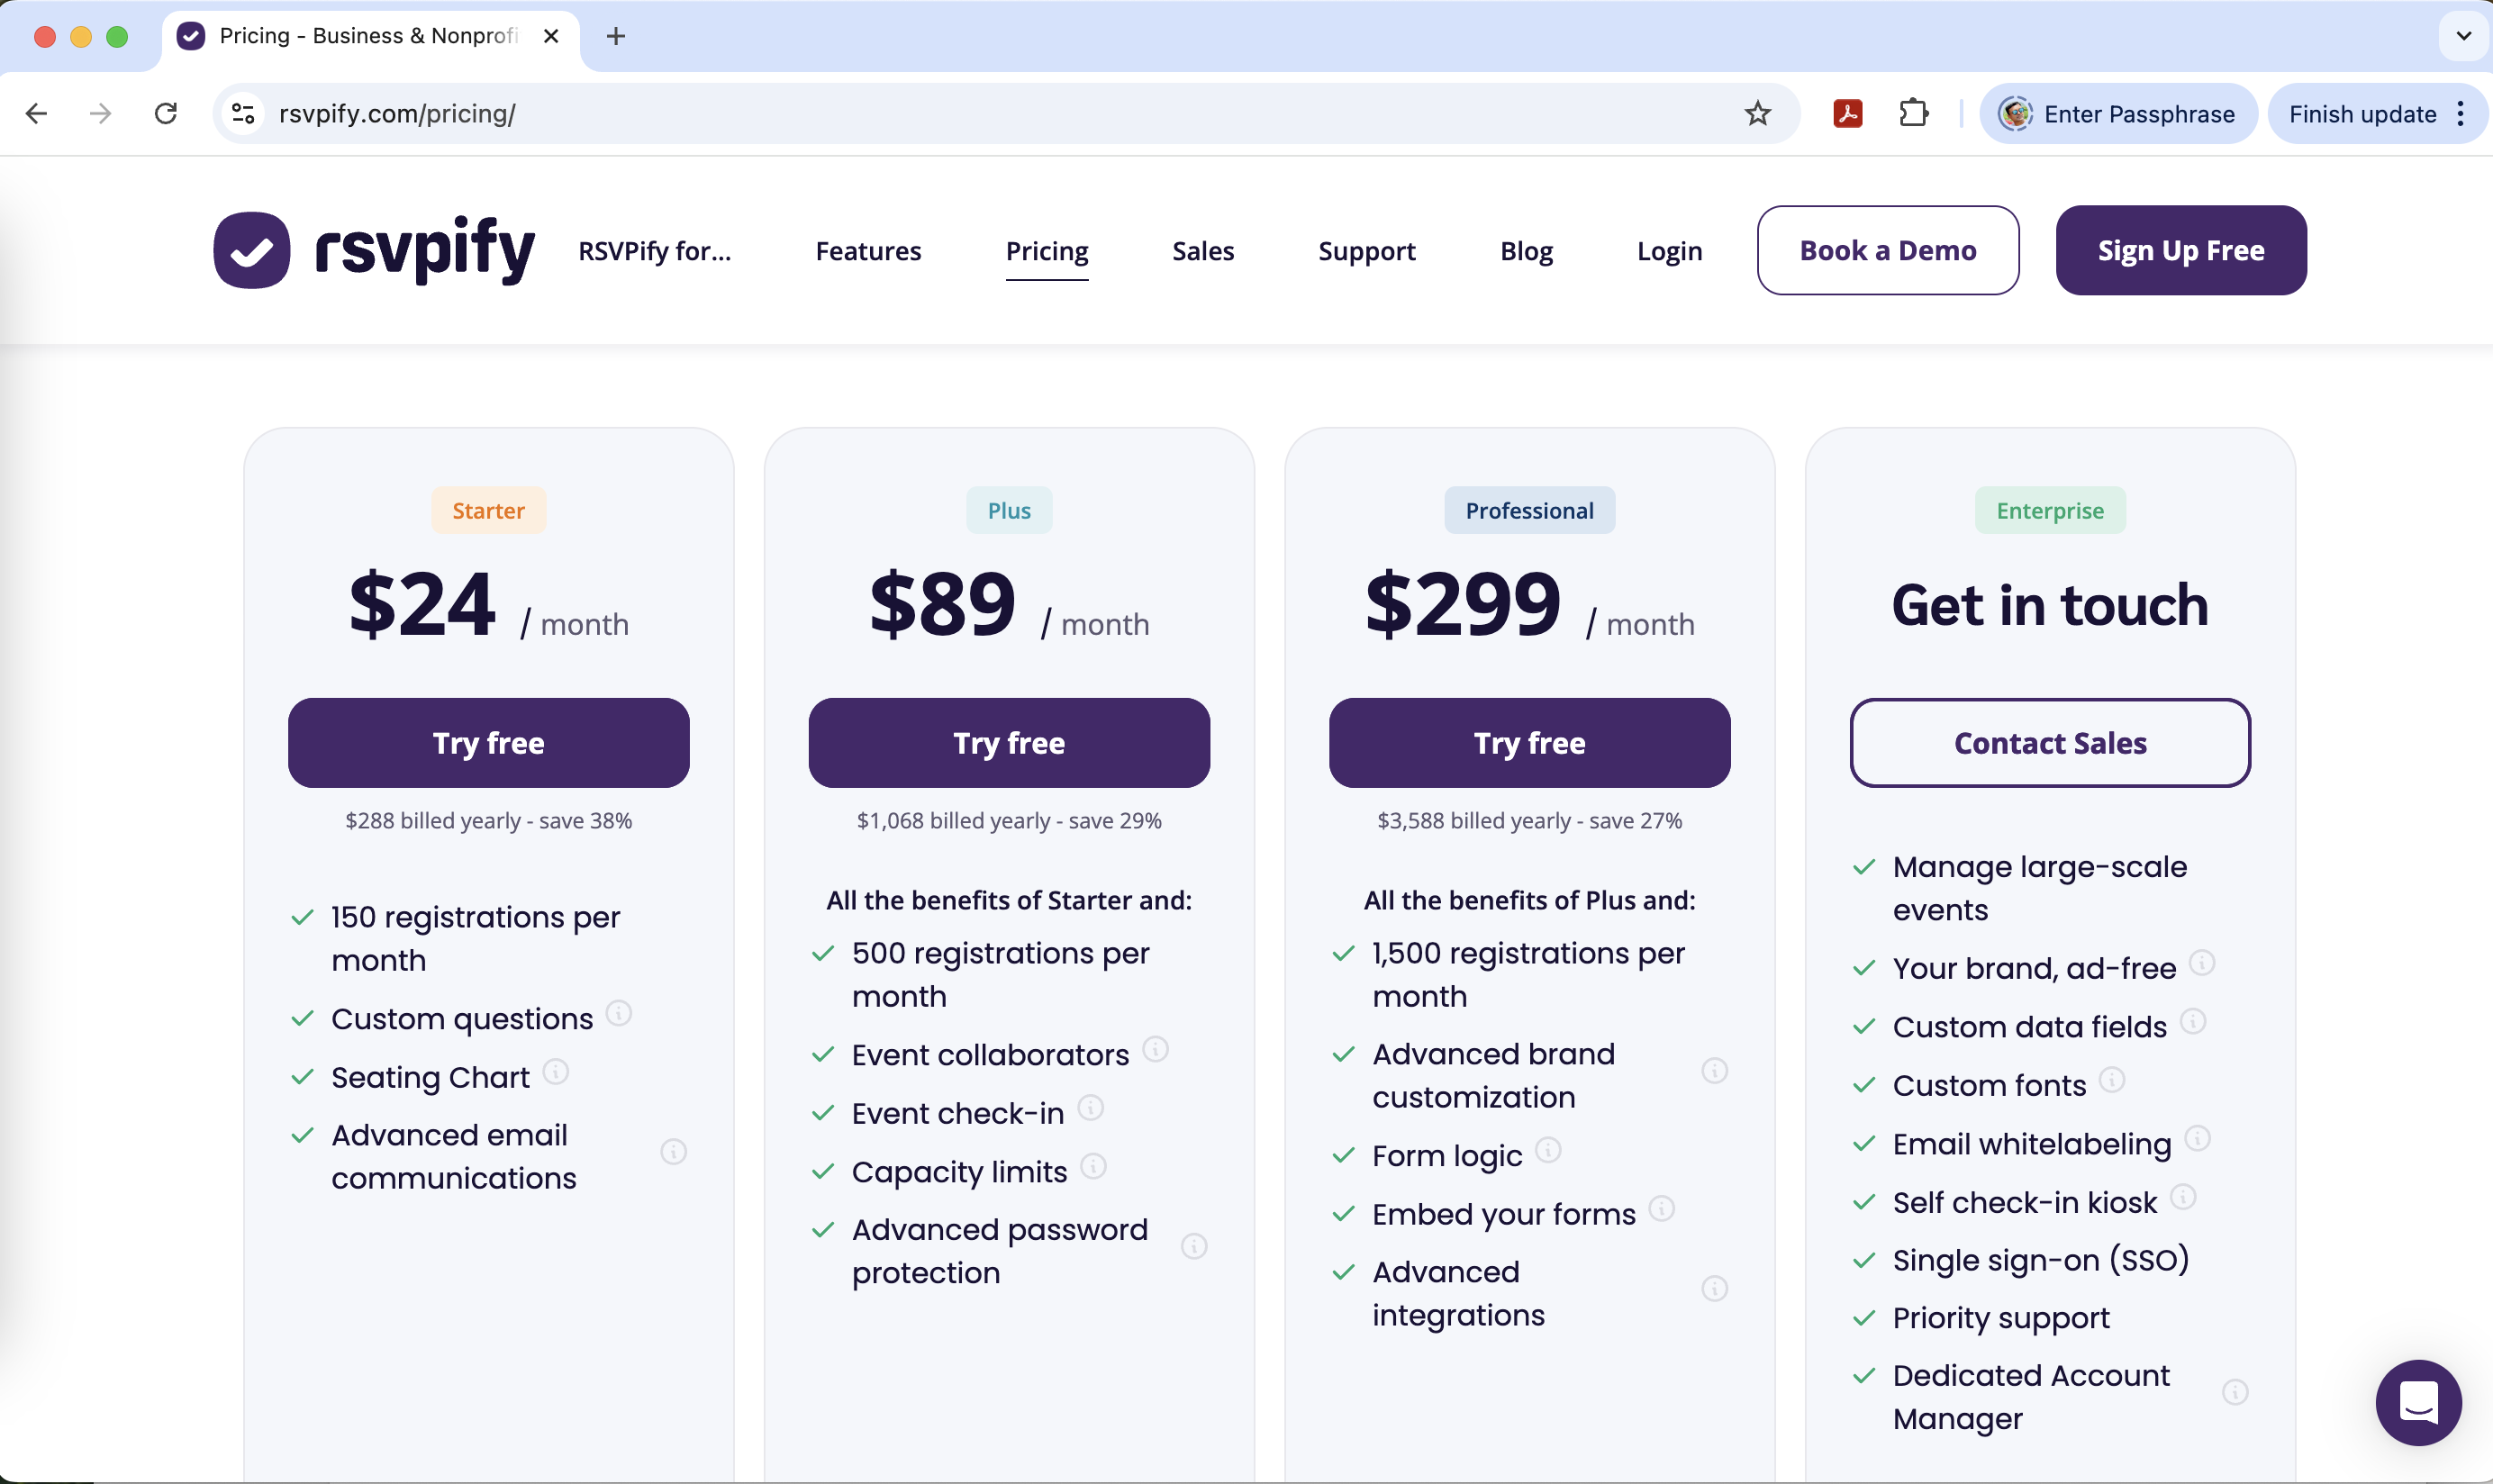 Pricing - Business & Nonprofi
rsvpify.com/pricing/
Enter Passphrase
Finish update
rsvpify
RSVPify for...
Features
Pricing
Sales
Support
Blog
Login
Book a Demo
Sign Up Free
Starter
$24 / month
Try free
$288 billed yearly - save 38%
150 registrations per
month
Custom questions
Seating Chart
Advanced email
communications
Plus
$89 / month
Try free
$1,068 billed yearly - save 29%
All the benefits of Starter and:
500 registrations per
month
Event collaborators
Event check-in
Capacity limits
Advanced password
protection
Professional
$299 / month
Try free
$3,588 billed yearly - save 27%
All the benefits of Plus and:
1,500 registrations per
month
Advanced brand
customization
Form logic
Embed your forms
Advanced
integrations
Enterprise
Get in touch
Contact Sales
Manage large-scale
events
Your brand, ad-free
Custom data fields
Custom fonts
Email whitelabeling
Self check-in kiosk
Single sign-on (SSO)
Priority support
Dedicated Account
Manager